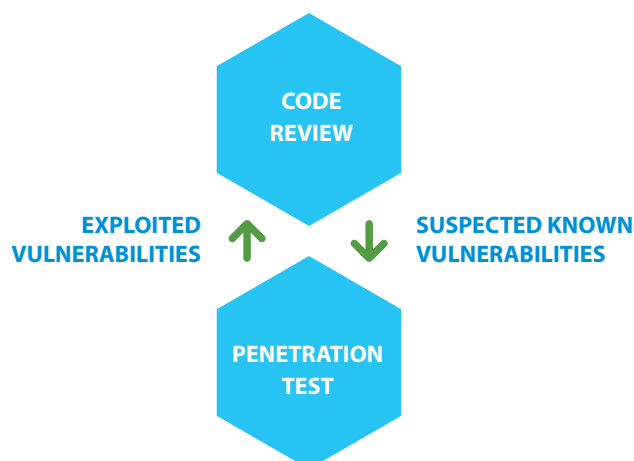 CODE
REVIEW
EXPLOITED
VULNERABILITIES
SUSPECTED KNOWN
VULNERABILITIES
PENETRATION
TEST